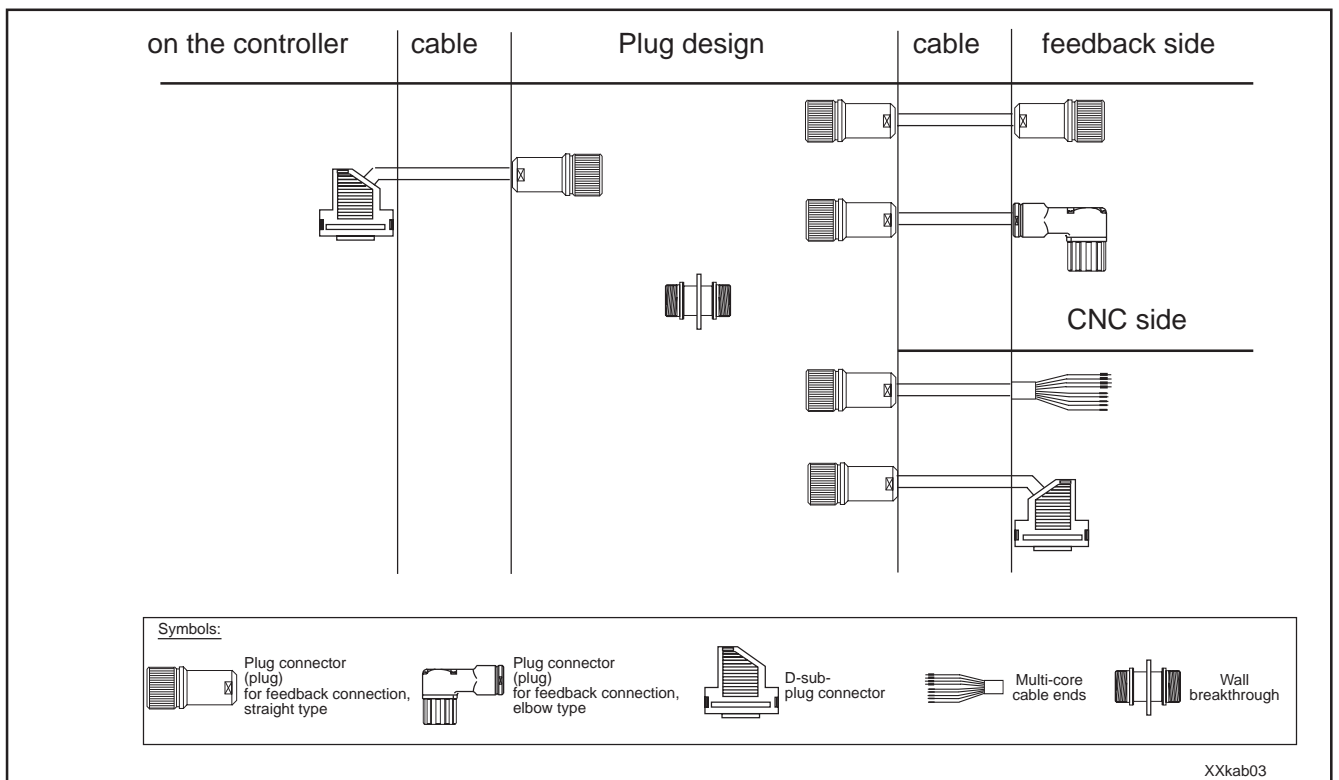 on the controller
cable
Plug design
cable
feedback side
CNC side
Symbols:
Plug connector
(plug)
for feedback connection,
straight type
Plug connector
(plug)
for feedback connection,
elbow type
D-sub-
plug connector
Multi-core
cable ends
Wall
breakthrough
XXkab03